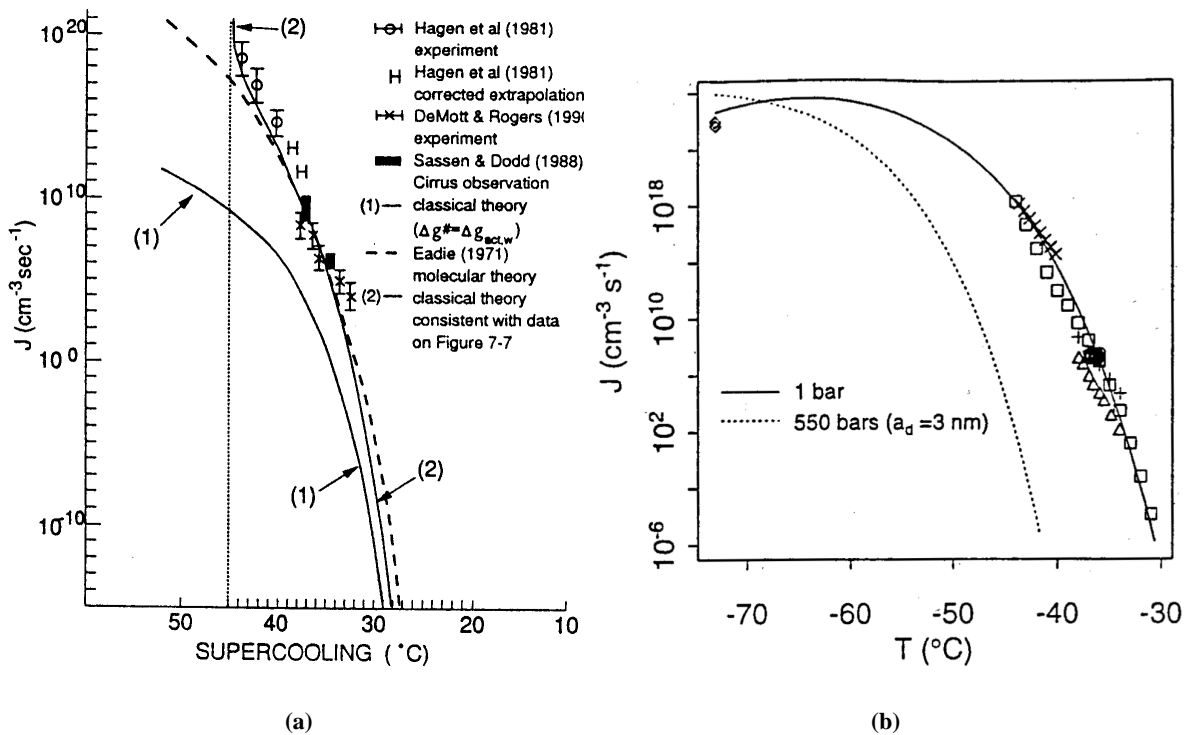 10^20
10^10
10^0
10^-10
J (cm^-3 sec^-1)
50
40
30
20
10
SUPERCOOLING ( °C)
(2)
(1)
(1)
(2)
Hagen et al (1981)
experiment
Hagen et al (1981)
corrected extrapolation
DeMott & Rogers (199
experiment
Sassen & Dodd (1988)
Cirrus observation
(1) — classical theory
(Δg#=Δg_act,w)
Eadie (1971)
molecular theory
(2) — classical theory
consistent with data
on Figure 7-7
(a)
10^18
10^10
10^2
10^-6
J (cm^-3 s^-1)
1 bar
550 bars (a_d =3 nm)
-70
-60
-50
-40
-30
T (°C)
(b)